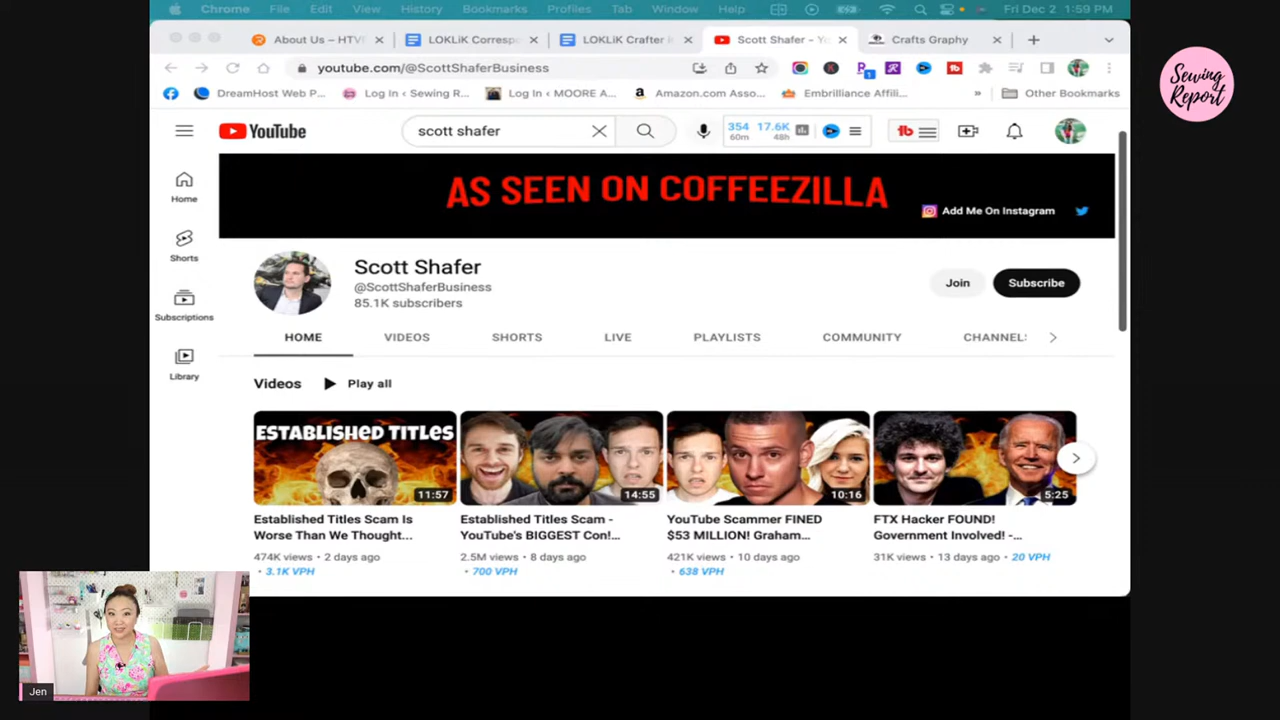 Chrome File Edit View History Bookmarks Profiles Tab Window Help Fri Dec 2 1:59 PM
About Us – HTV
LOKLiK Corresp
LOKLiK Crafter
Scott Shafer – Yo
Crafts Graphy
youtube.com/@ScottShaferBusiness
1
DreamHost Web P... Log In ‹ Sewing R... Log In ‹ MOORE A... Amazon.com Asso... Embrilliance Affili... » Other Bookmarks
Sewing
Report
YouTube
scott shafer
354 17.6K
60m 48h
tb
AS SEEN ON COFFEEZILLA
Add Me On Instagram
Home
Shorts
Subscriptions
Library
Scott Shafer
@ScottShaferBusiness
85.1K subscribers
Join
Subscribe
HOME VIDEOS SHORTS LIVE PLAYLISTS COMMUNITY CHANNELS
Videos Play all
ESTABLISHED TITLES
11:57
14:55
10:16
5:25
Established Titles Scam Is
Worse Than We Thought...
474K views • 2 days ago
• 3.1K VPH
Established Titles Scam -
YouTube's BIGGEST Con!...
2.5M views • 8 days ago
• 700 VPH
YouTube Scammer FINED
$53 MILLION! Graham...
421K views • 10 days ago
• 638 VPH
FTX Hacker FOUND!
Government Involved! -...
31K views • 13 days ago • 20 VPH
Jen